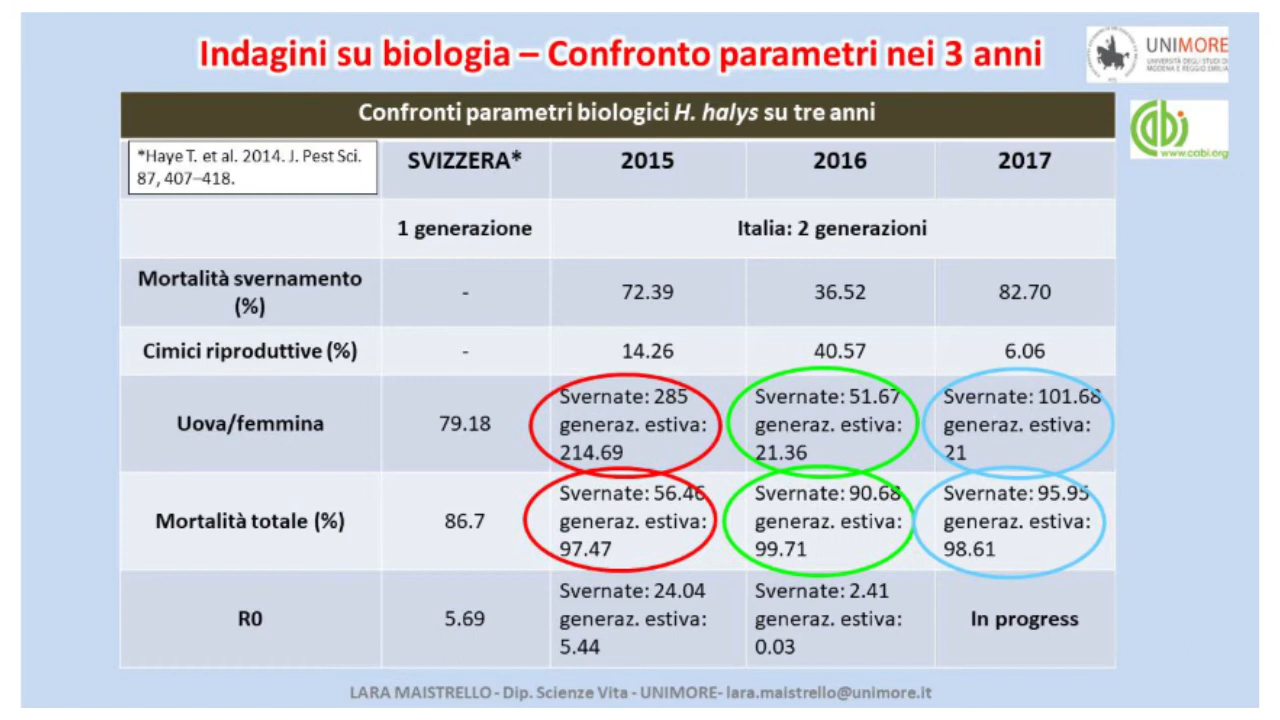 Indagini su biologia – Confronto parametri nei 3 anni
UNIMORE
UNIVERSITÀ DEGLI STUDI DI
MODENA E REGGIO EMILIA
Confronti parametri biologici H. halys su tre anni
cabi
www.cabi.org
*Haye T. et al. 2014. J. Pest Sci.
87, 407–418.
SVIZZERA*
2015
2016
2017
1 generazione
Italia: 2 generazioni
Mortalità svernamento
(%)
-
72.39
36.52
82.70
Cimici riproduttive (%)
-
14.26
40.57
6.06
Uova/femmina
79.18
Svernate: 285
generaz. estiva:
214.69
Svernate: 51.67
generaz. estiva:
21.36
Svernate: 101.68
generaz. estiva:
21
Mortalità totale (%)
86.7
Svernate: 56.46
generaz. estiva:
97.47
Svernate: 90.68
generaz. estiva:
99.71
Svernate: 95.95
generaz. estiva:
98.61
R0
5.69
Svernate: 24.04
generaz. estiva:
5.44
Svernate: 2.41
generaz. estiva:
0.03
In progress
LARA MAISTRELLO - Dip. Scienze Vita - UNIMORE- lara.maistrello@unimore.it